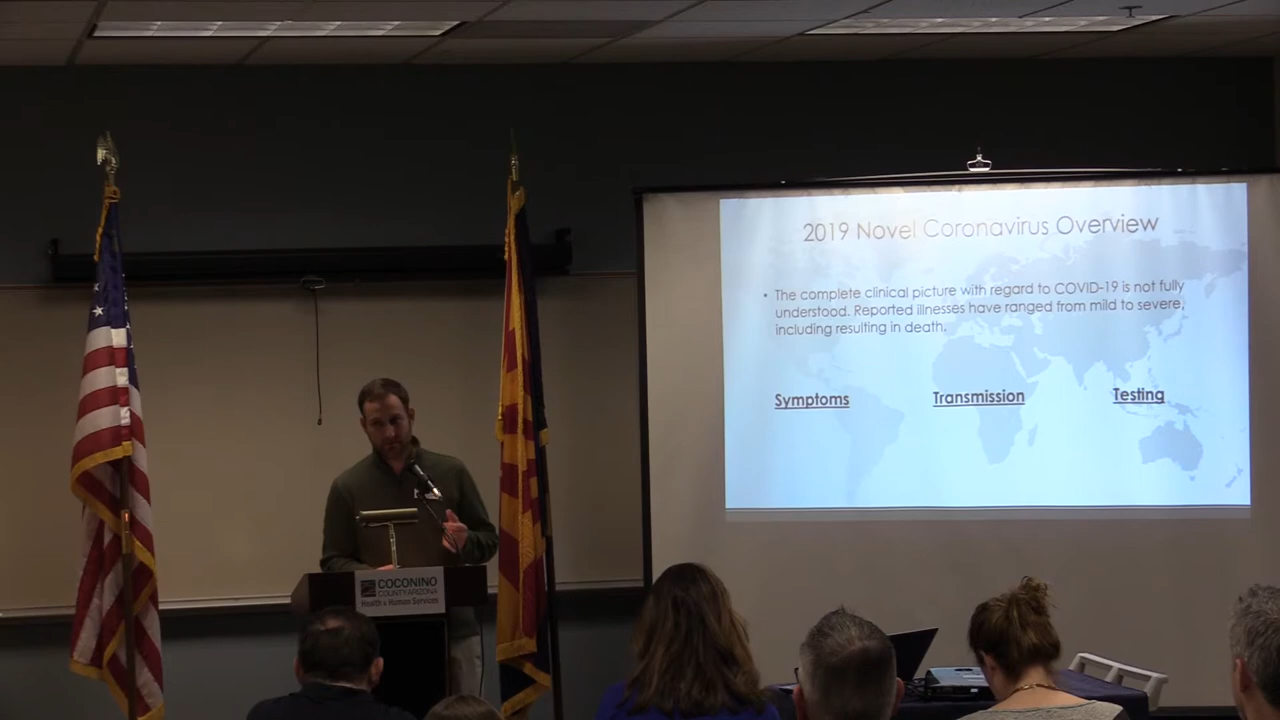 2019 Novel Coronavirus Overview
• The complete clinical picture with regard to COVID-19 is not fully
understood. Reported illnesses have ranged from mild to severe,
including resulting in death.
Symptoms Transmission Testing
COCONINO
COUNTY ARIZONA
Health & Human Services